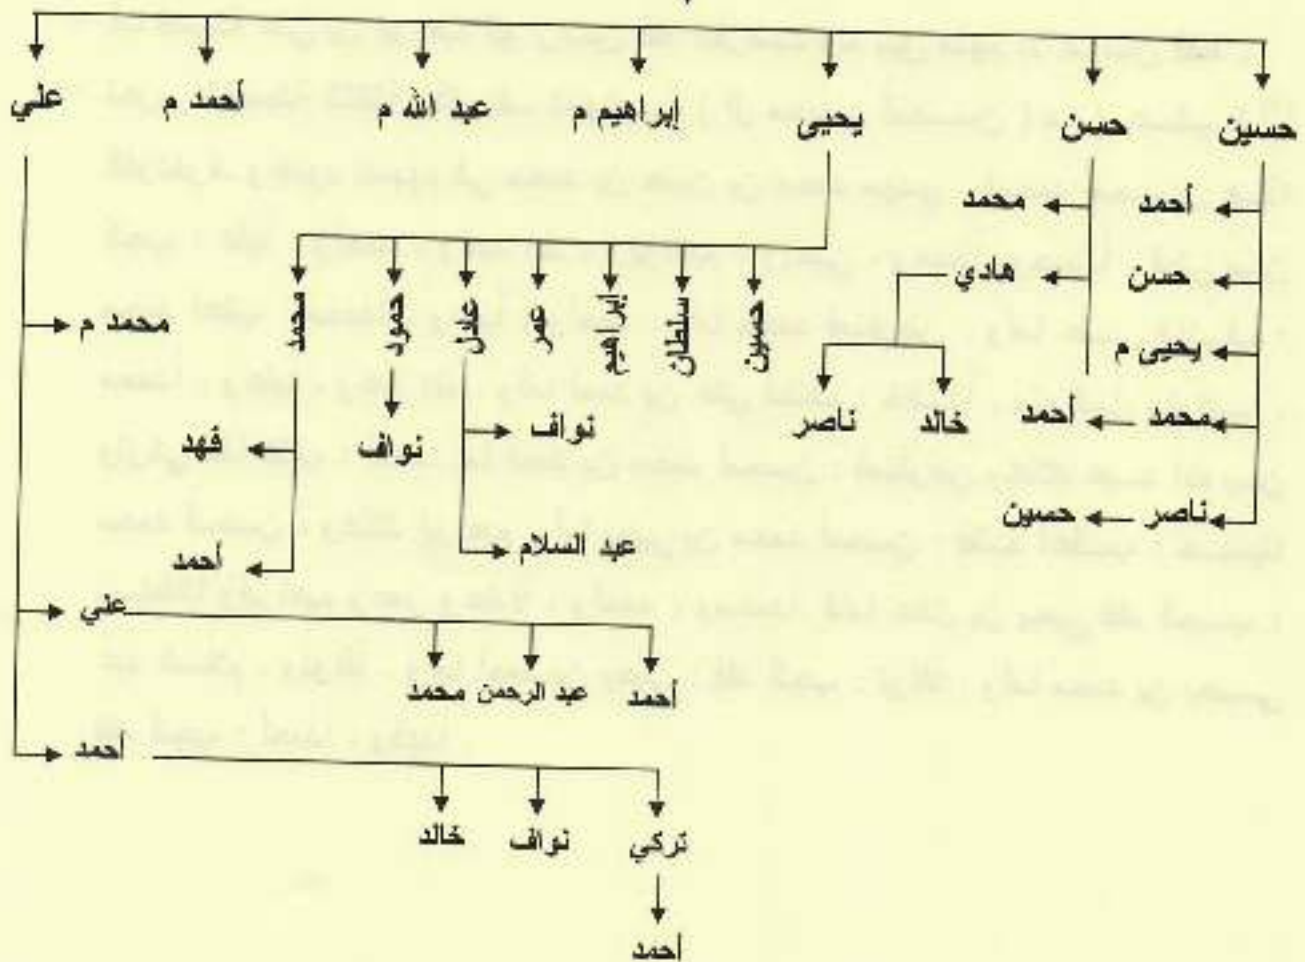 حسين حسن يحيى إبراهيم م عبد الله م أحمد م علي
أحمد محمد
حسن هادي
يحيى م حسين سلطان إبراهيم عمر عادل حمود محمد محمد م
محمد أحمد خالد ناصر نواف نواف فهد
ناصر حسين عبد السلام أحمد
علي
أحمد عبد الرحمن محمد
أحمد
تركي نواف خالد
أحمد